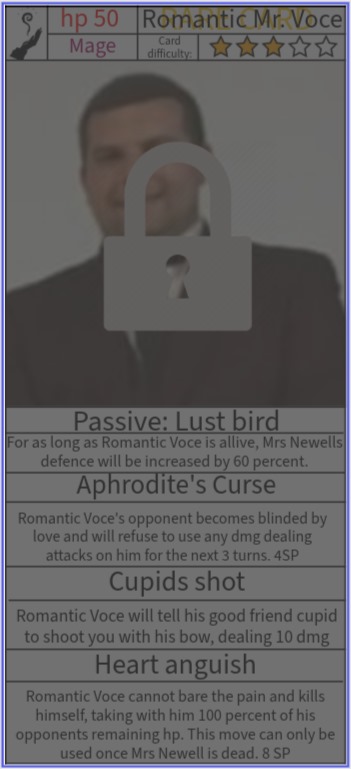 hp 50
Romantic Mr. Voce
Mage
Card
difficulty:
Passive: Lust bird
For as long as Romantic Voce is allive, Mrs Newells
defence will be increased by 60 percent.
Aphrodite's Curse
Romantic Voce's opponent becomes blinded by
love and will refuse to use any dmg dealing
attacks on him for the next 3 turns. 4SP
Cupids shot
Romantic Voce will tell his good friend cupid
to shoot you with his bow, dealing 10 dmg
Heart anguish
Romantic Voce cannot bare the pain and kills
himself, taking with him 100 percent of his
opponents remaining hp. This move can only be
used once Mrs Newell is dead. 8 SP